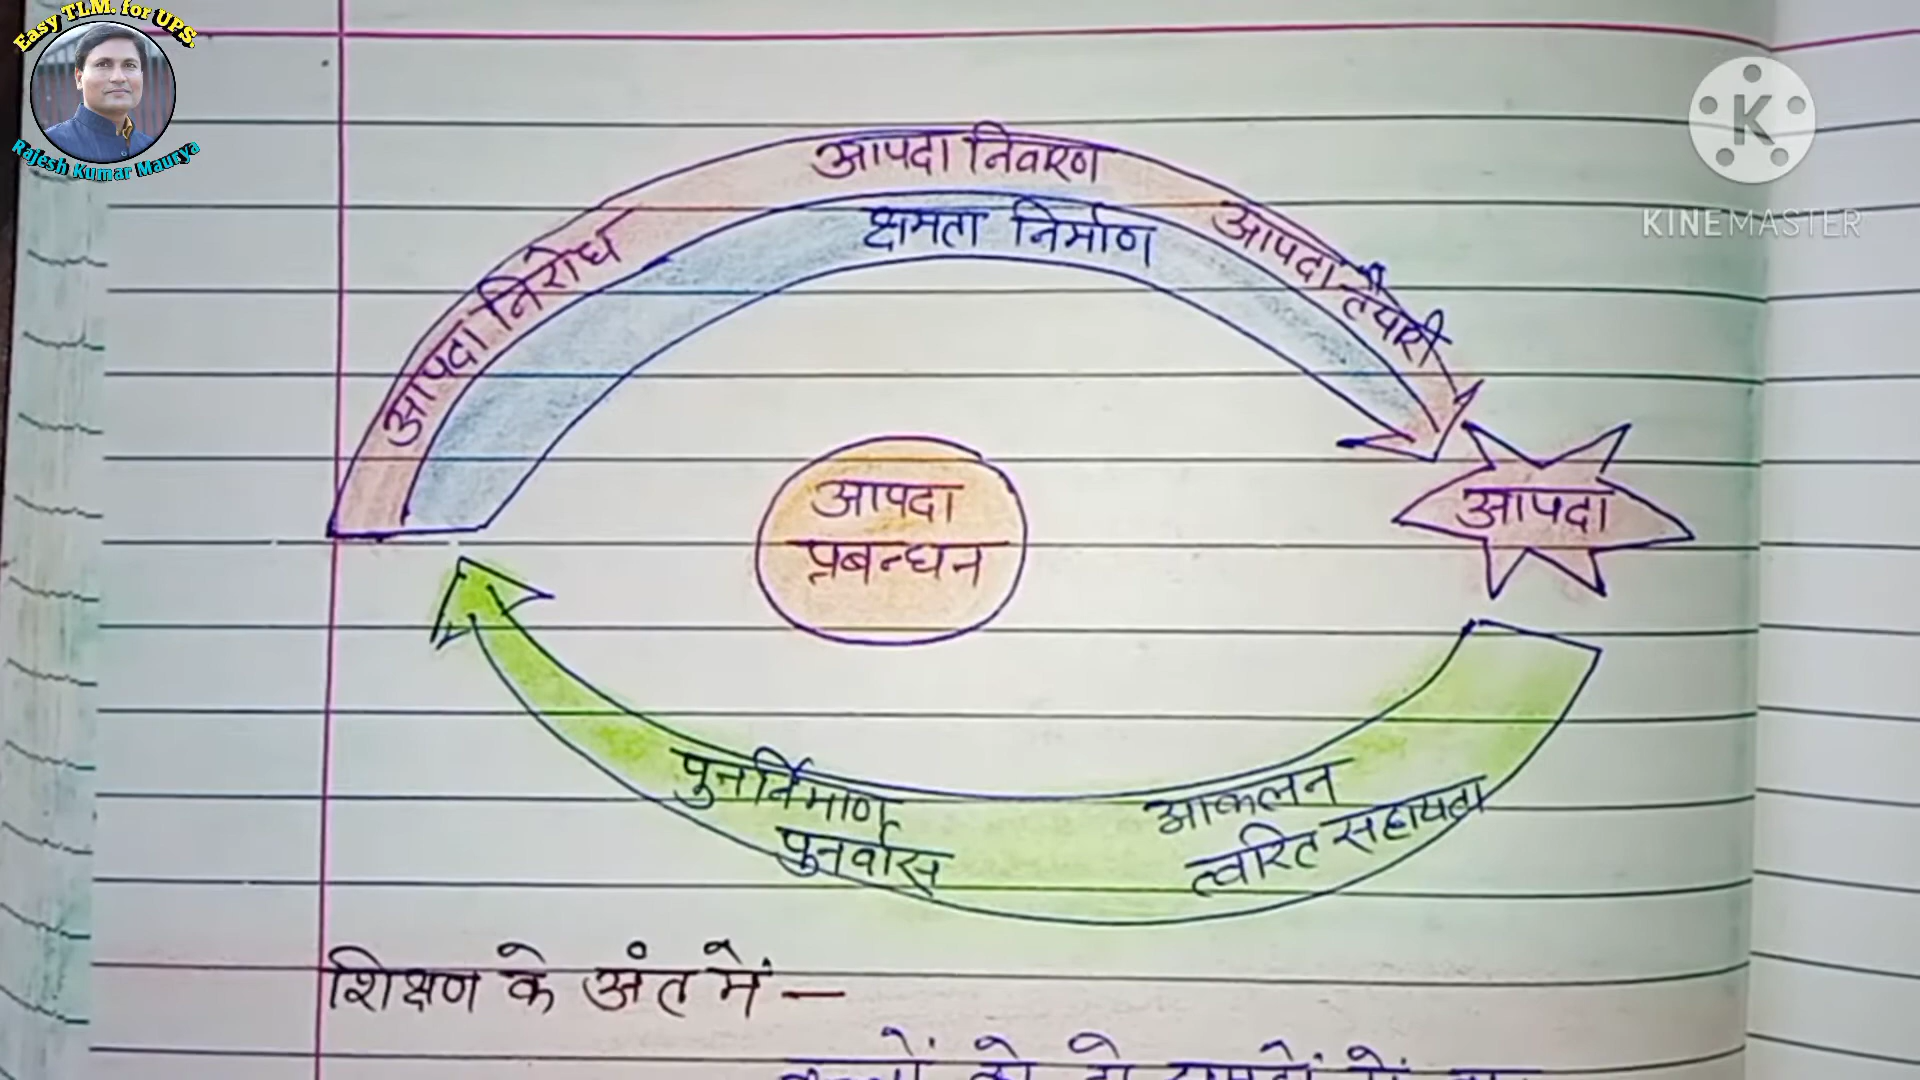 Easy TLM. for UPS.
Rajesh Kumar Maurya
KINEMASTER
आपदा निरोध
आपदा निवारण
आपदा तैयारी
क्षमता निर्माण
आपदा
प्रबन्धन
आपदा
पुनर्निमाण
पुनर्वास
आकलन
त्वरित सहायता
शिक्षण के अंत में —